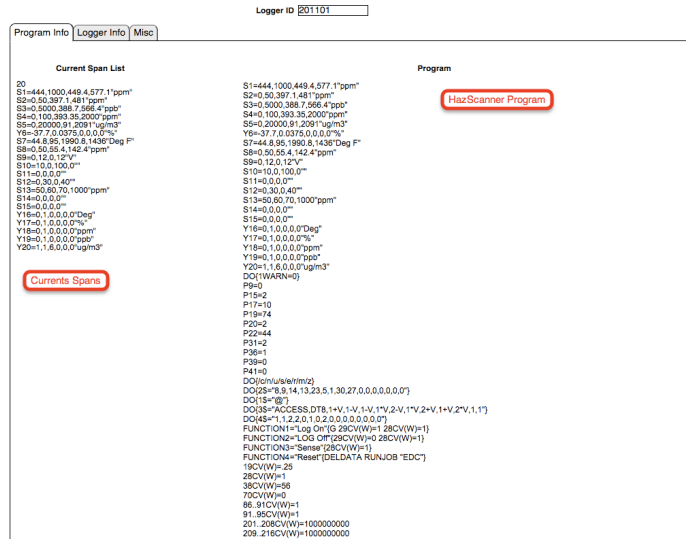 Logger ID 201101
Program Info Logger Info Misc
Current Span List
20
S1=444,1000,449.4,577.1"ppm"
S2=0,50,397.1,481"ppm"
S3=0,5000,388.7,566.4"ppb"
S4=0,100,393.35,2000"ppm"
S5=0,20000,91,2091"ug/m3"
Y6=-37.7,0.0375,0,0,0,0"%"
S7=44.8,95,1990.8,1436"Deg F"
S8=0,50,55.4,142.4"ppm"
S9=0,12,0,12"V"
S10=10,0,100,0""
S11=0,0,0,0""
S12=0,30,0,40""
S13=50,60,70,1000"ppm"
S14=0,0,0,0""
S15=0,0,0,0""
Y16=0,1,0,0,0,0"Deg"
Y17=0,1,0,0,0,0"%"
Y18=0,1,0,0,0,0"ppm"
Y19=0,1,0,0,0,0"ppb"
Y20=1,1,6,0,0,0"ug/m3"
Currents Spans
Program
S1=444,1000,449.4,577.1"ppm"
S2=0,50,397.1,481"ppm"
S3=0,5000,388.7,566.4"ppb"
S4=0,100,393.35,2000"ppm"
S5=0,20000,91,2091"ug/m3"
Y6=-37.7,0.0375,0,0,0,0"%"
S7=44.8,95,1990.8,1436"Deg F"
S8=0,50,55.4,142.4"ppm"
S9=0,12,0,12"V"
S10=10,0,100,0""
S11=0,0,0,0""
S12=0,30,0,40""
S13=50,60,70,1000"ppm"
S14=0,0,0,0""
S15=0,0,0,0""
Y16=0,1,0,0,0,0"Deg"
Y17=0,1,0,0,0,0"%"
Y18=0,1,0,0,0,0"ppm"
Y19=0,1,0,0,0,0"ppb"
Y20=1,1,6,0,0,0"ug/m3"
DO{1WARN=0}
P9=0
P15=2
P17=10
P19=74
P20=2
P22=44
P31=2
P36=1
P39=0
P41=0
DO{/c/n/u/s/e/r/m/z}
DO{2$="8,9,14,13,23,5,1,30,27,0,0,0,0,0,0,0"}
DO{1$="@"}
DO{3$="ACCESS,DT8,1+V,1-V,1-V,1*V,2-V,1*V,2+V,1+V,2*V,1,1"}
DO{4$="1,1,2,2,0,1,0,2,0,0,0,0,0,0,0,0"}
FUNCTION1="Log On"{G 29CV(W)=1 28CV(W)=1}
FUNCTION2="LOG Off"{29CV(W)=0 28CV(W)=1}
FUNCTION3="Sense"{28CV(W)=1}
FUNCTION4="Reset"{DELDATA RUNJOB "EDC"}
19CV(W)=.25
28CV(W)=1
38CV(W)=56
70CV(W)=0
86..91CV(W)=1
91..95CV(W)=1
201..208CV(W)=1000000000
209..216CV(W)=1000000000
HazScanner Program